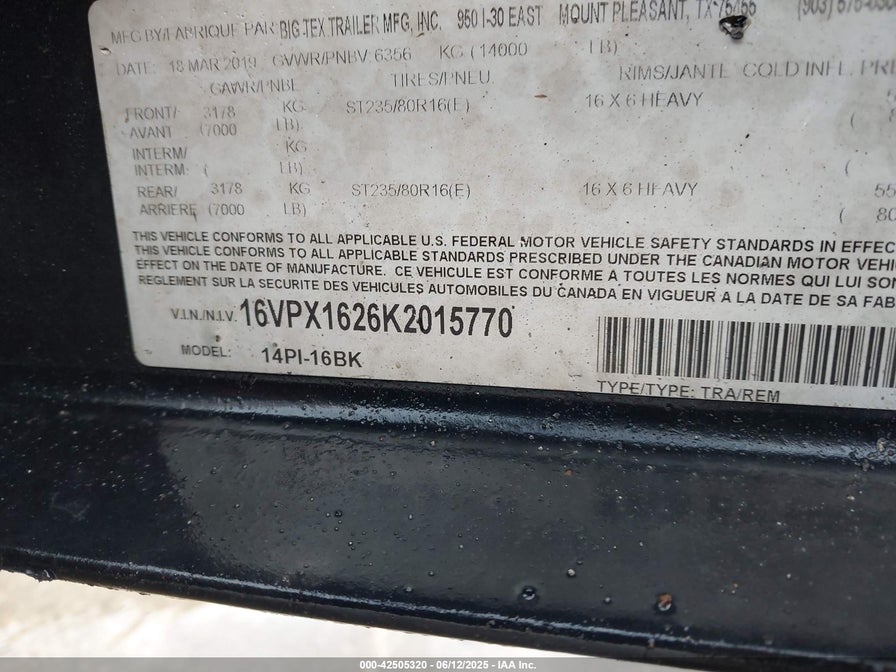 MFG BY/FABRIQUE PAR: BIG TEX TRAILER MFG, INC. 950 I-30 EAST MOUNT PLEASANT, TX 75455
DATE: 18 MAR 2019 GVWR/PNBV: 6356 KG (14000 LB)
GAWR/PNBE TIRES/PNEU RIMS/JANTE COLD INFL. PRE
FRONT/ 3178 KG ST235/80R16(E) 16 X 6 HEAVY
AVANT (7000 LB) (
INTERM/ KG
INTERM: ( LB)
REAR/ 3178 KG ST235/80R16(E) 16 X 6 HEAVY 55
ARRIERE (7000 LB) ( 80
THIS VEHICLE CONFORMS TO ALL APPLICABLE U.S. FEDERAL MOTOR VEHICLE SAFETY STANDARDS IN EFFEC
THIS VEHICLE CONFORMS TO ALL APPLICABLE STANDARDS PRESCRIBED UNDER THE CANADIAN MOTOR VEHIC
EFFECT ON THE DATE OF MANUFACTURE. CE VEHICULE EST CONFORME A TOUTES LES NORMES QUI LUI SON
REGLEMENT SUR LA SECURITE DES VEHICULES AUTOMOBILES DU CANADA EN VIGUEUR A LA DATE DE SA FAB
V.I.N./N.I.V. 16VPX1626K2015770
MODEL: 14PI-16BK
TYPE/TYPE: TRA/REM
000-42505320 - 06/12/2025 - IAA Inc.